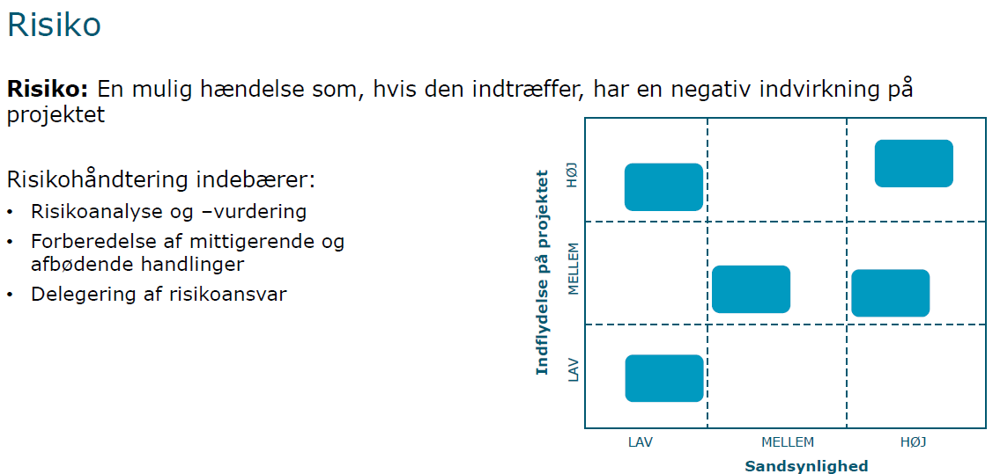 Risiko
Risiko: En mulig hændelse som, hvis den indtræffer, har en negativ indvirkning på
projektet
Risikohåndtering indebærer:
• Risikoanalyse og –vurdering
• Forberedelse af mittigerende og
afbødende handlinger
• Delegering af risikoansvar
Indflydelse på projektet
HØJ
MELLEM
LAV
LAV
MELLEM
HØJ
Sandsynlighed